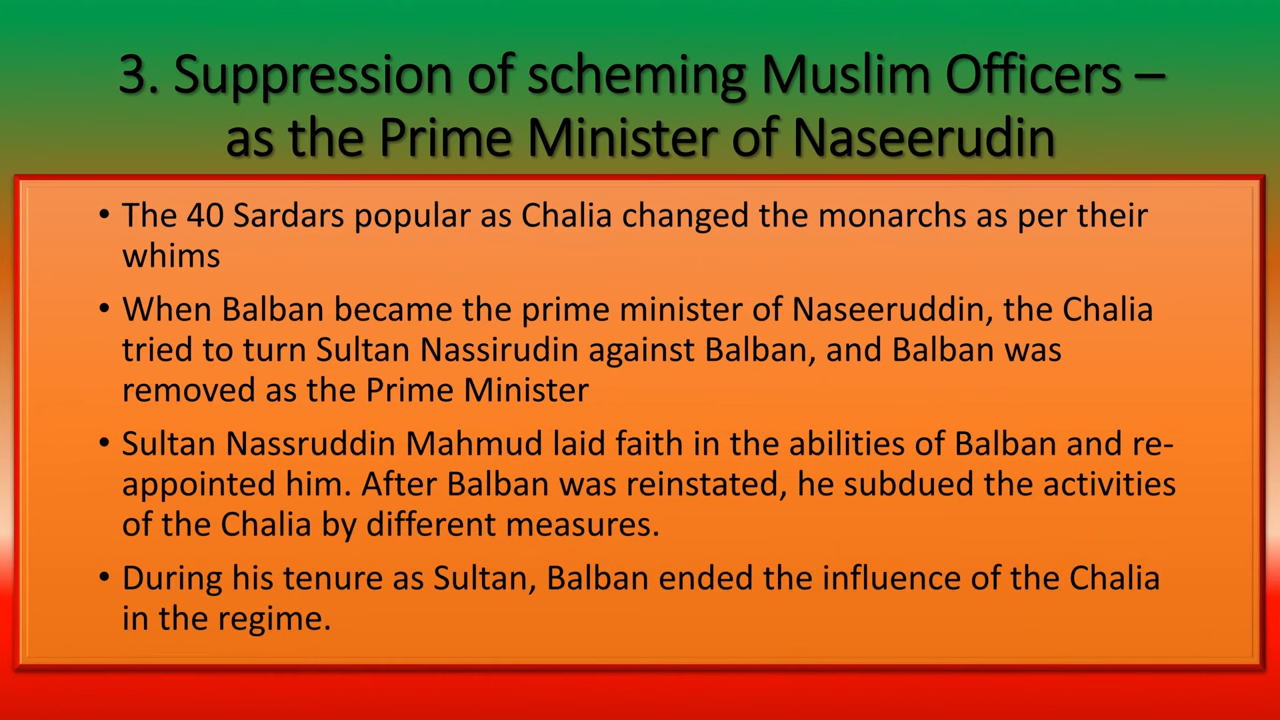 3. Suppression of scheming Muslim Officers –
as the Prime Minister of Naseerudin
• The 40 Sardars popular as Chalia changed the monarchs as per their
whims
• When Balban became the prime minister of Naseeruddin, the Chalia
tried to turn Sultan Nassirudin against Balban, and Balban was
removed as the Prime Minister
• Sultan Nassruddin Mahmud laid faith in the abilities of Balban and re-
appointed him. After Balban was reinstated, he subdued the activities
of the Chalia by different measures.
• During his tenure as Sultan, Balban ended the influence of the Chalia
in the regime.